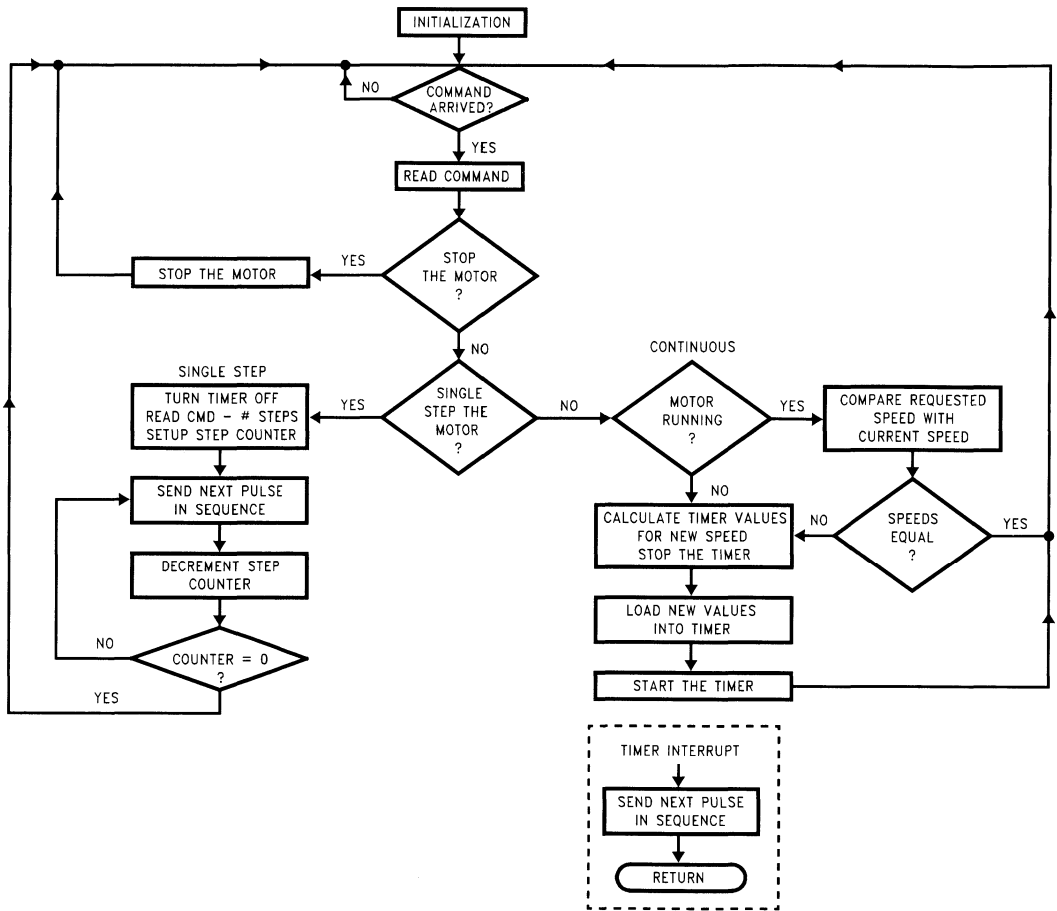 INITIALIZATION
NO
COMMAND
ARRIVED?
YES
READ COMMAND
STOP
THE MOTOR
?
YES
STOP THE MOTOR
NO
SINGLE STEP
TURN TIMER OFF
READ CMD - # STEPS
SETUP STEP COUNTER
YES
SINGLE
STEP THE
MOTOR
?
NO
CONTINUOUS
MOTOR
RUNNING
?
YES
COMPARE REQUESTED
SPEED WITH
CURRENT SPEED
SEND NEXT PULSE
IN SEQUENCE
NO
CALCULATE TIMER VALUES
FOR NEW SPEED
STOP THE TIMER
NO
SPEEDS
EQUAL
?
YES
DECREMENT STEP
COUNTER
LOAD NEW VALUES
INTO TIMER
NO
COUNTER = 0
?
YES
START THE TIMER
TIMER INTERRUPT
SEND NEXT PULSE
IN SEQUENCE
RETURN